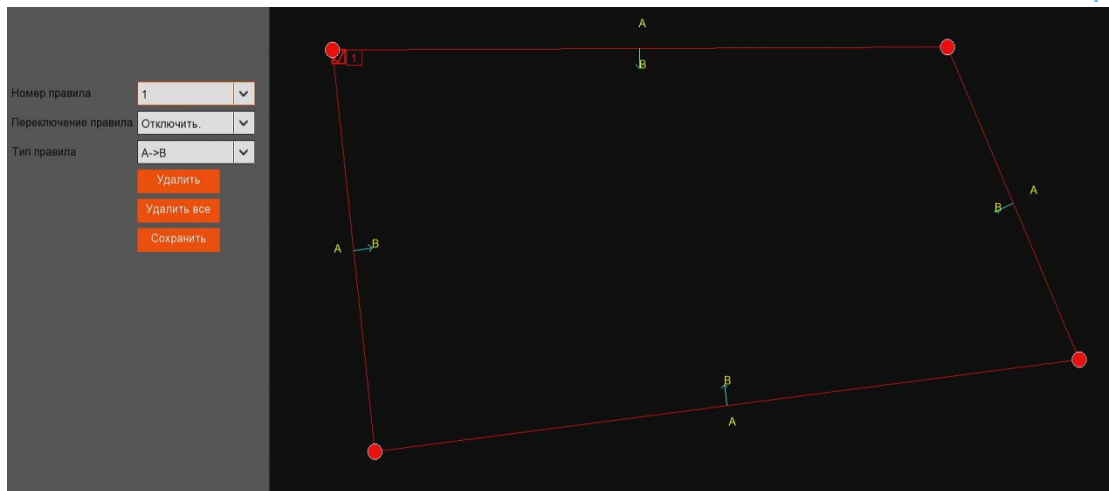 Номер правила 1
Переключение правила Отключить.
Тип правила A->B
Удалить
Удалить все
Сохранить
A
1
B
A
B
A
B
B
A